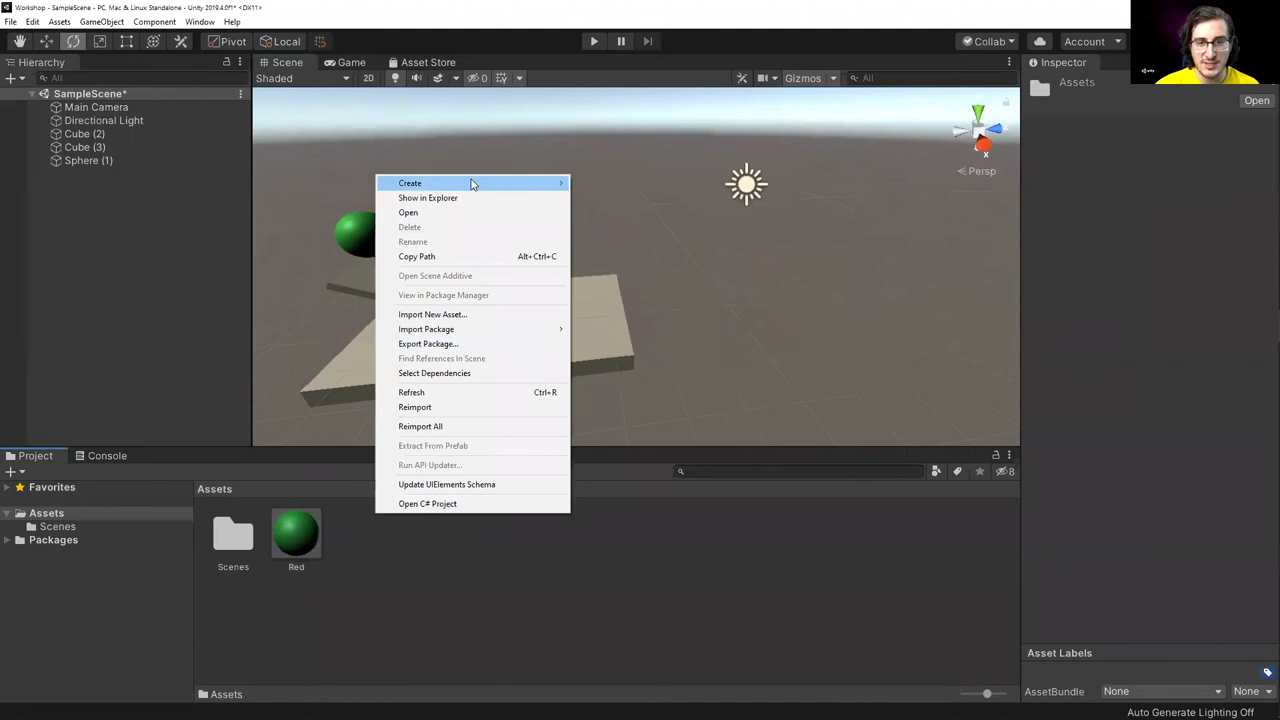 Workshop - SampleScene - PC, Mac & Linux Standalone - Unity 2019.4.0f1* <DX11>
File Edit Assets GameObject Component Window Help
Pivot Local Collab Account
Hierarchy Scene Game Asset Store Inspector
All Shaded 2D 0 Gizmos All
SampleScene*
Main Camera
Directional Light
Cube (2)
Cube (3)
Sphere (1)
Assets
Open
x
Persp
Create
Show in Explorer
Open
Delete
Rename
Copy Path Alt+Ctrl+C
Open Scene Additive
View in Package Manager
Import New Asset...
Import Package
Export Package...
Find References In Scene
Select Dependencies
Refresh Ctrl+R
Reimport
Reimport All
Extract From Prefab
Run API Updater...
Update UIElements Schema
Open C# Project
Project Console
8
Favorites
Assets
Scenes
Packages
Assets
Scenes Red
Assets
Asset Labels
AssetBundle None None
Auto Generate Lighting Off